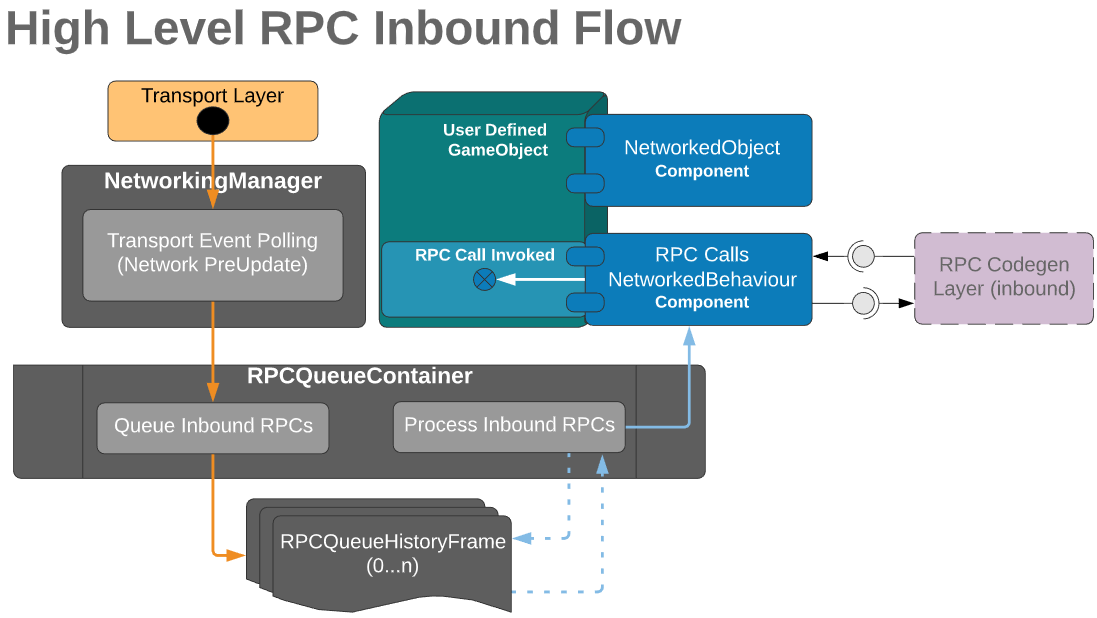 High Level RPC Inbound Flow
Transport Layer
NetworkingManager
Transport Event Polling
(Network PreUpdate)
User Defined
GameObject
NetworkedObject
Component
RPC Call Invoked
RPC Calls
NetworkedBehaviour
Component
RPC Codegen
Layer (inbound)
RPCQueueContainer
Queue Inbound RPCs
Process Inbound RPCs
RPCQueueHistoryFrame
(0...n)